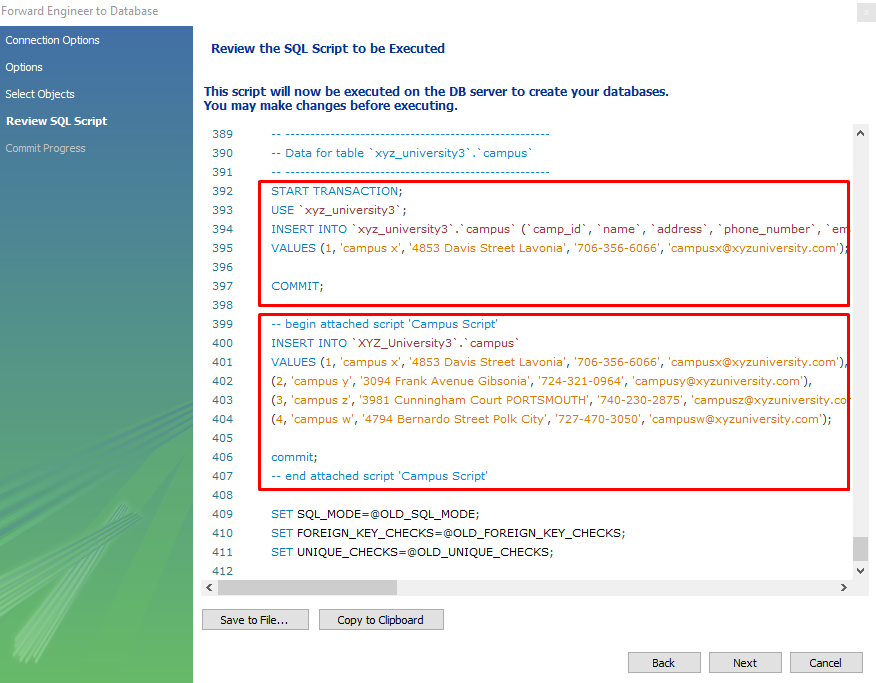 Forward Engineer to Database
Connection Options
Options
Select Objects
Review SQL Script
Commit Progress
Review the SQL Script to be Executed
This script will now be executed on the DB server to create your databases.
You may make changes before executing.
389 -- -----------------------------------------------------
390 -- Data for table `xyz_university3`.`campus`
391 -- -----------------------------------------------------
392 START TRANSACTION;
393 USE `xyz_university3`;
394 INSERT INTO `xyz_university3`.`campus` (`camp_id`, `name`, `address`, `phone_number`, `em
395 VALUES (1, 'campus x', '4853 Davis Street Lavonia', '706-356-6066', 'campusx@xyzuniversity.com');
396
397 COMMIT;
398
399 -- begin attached script 'Campus Script'
400 INSERT INTO `XYZ_University3`.`campus`
401 VALUES (1, 'campus x', '4853 Davis Street Lavonia', '706-356-6066', 'campusx@xyzuniversity.com'),
402 (2, 'campus y', '3094 Frank Avenue Gibsonia', '724-321-0964', 'campusy@xyzuniversity.com'),
403 (3, 'campus z', '3981 Cunningham Court PORTSMOUTH', '740-230-2875', 'campusz@xyzuniversity.co
404 (4, 'campus w', '4794 Bernardo Street Polk City', '727-470-3050', 'campusw@xyzuniversity.com');
405
406 commit;
407 -- end attached script 'Campus Script'
408
409 SET SQL_MODE=@OLD_SQL_MODE;
410 SET FOREIGN_KEY_CHECKS=@OLD_FOREIGN_KEY_CHECKS;
411 SET UNIQUE_CHECKS=@OLD_UNIQUE_CHECKS;
412
Save to File... Copy to Clipboard
Back Next Cancel